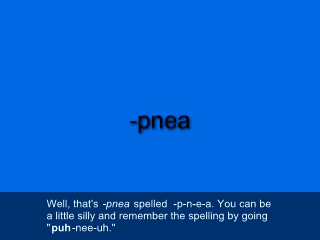 -pnea
Well, that's -pnea spelled -p-n-e-a. You can be
a little silly and remember the spelling by going
"puh-nee-uh."